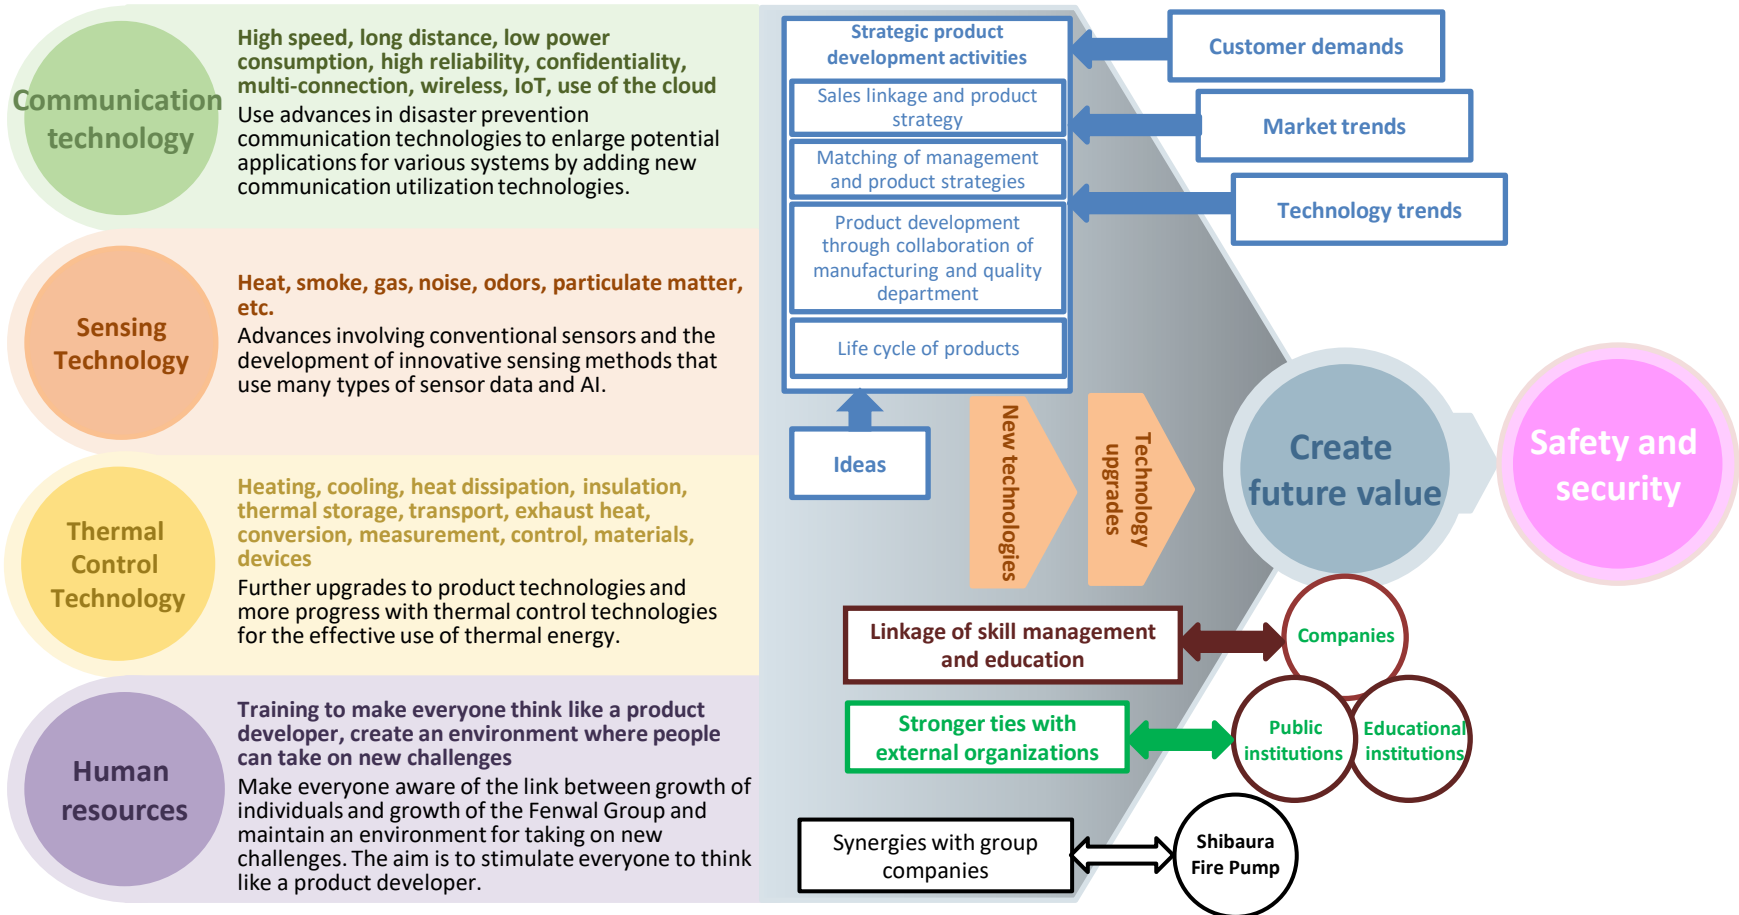 Communication
technology
High speed, long distance, low power
consumption, high reliability, confidentiality,
multi-connection, wireless, IoT, use of the cloud
Use advances in disaster prevention
communication technologies to enlarge potential
applications for various systems by adding new
communication utilization technologies.
Sensing
Technology
Heat, smoke, gas, noise, odors, particulate matter,
etc.
Advances involving conventional sensors and the
development of innovative sensing methods that
use many types of sensor data and AI.
Thermal
Control
Technology
Heating, cooling, heat dissipation, insulation,
thermal storage, transport, exhaust heat,
conversion, measurement, control, materials,
devices
Further upgrades to product technologies and
more progress with thermal control technologies
for the effective use of thermal energy.
Human
resources
Training to make everyone think like a product
developer, create an environment where people
can take on new challenges
Make everyone aware of the link between growth of
individuals and growth of the Fenwal Group and
maintain an environment for taking on new
challenges. The aim is to stimulate everyone to think
like a product developer.
Strategic product
development activities
Sales linkage and product
strategy
Matching of management
and product strategies
Product development
through collaboration of
manufacturing and quality
department
Life cycle of products
Ideas
Customer demands
Market trends
Technology trends
New technologies
Technology
upgrades
Create
future value
Safety and
security
Linkage of skill management
and education
Companies
Stronger ties with
external organizations
Public
institutions
Educational
institutions
Synergies with group
companies
Shibaura
Fire Pump